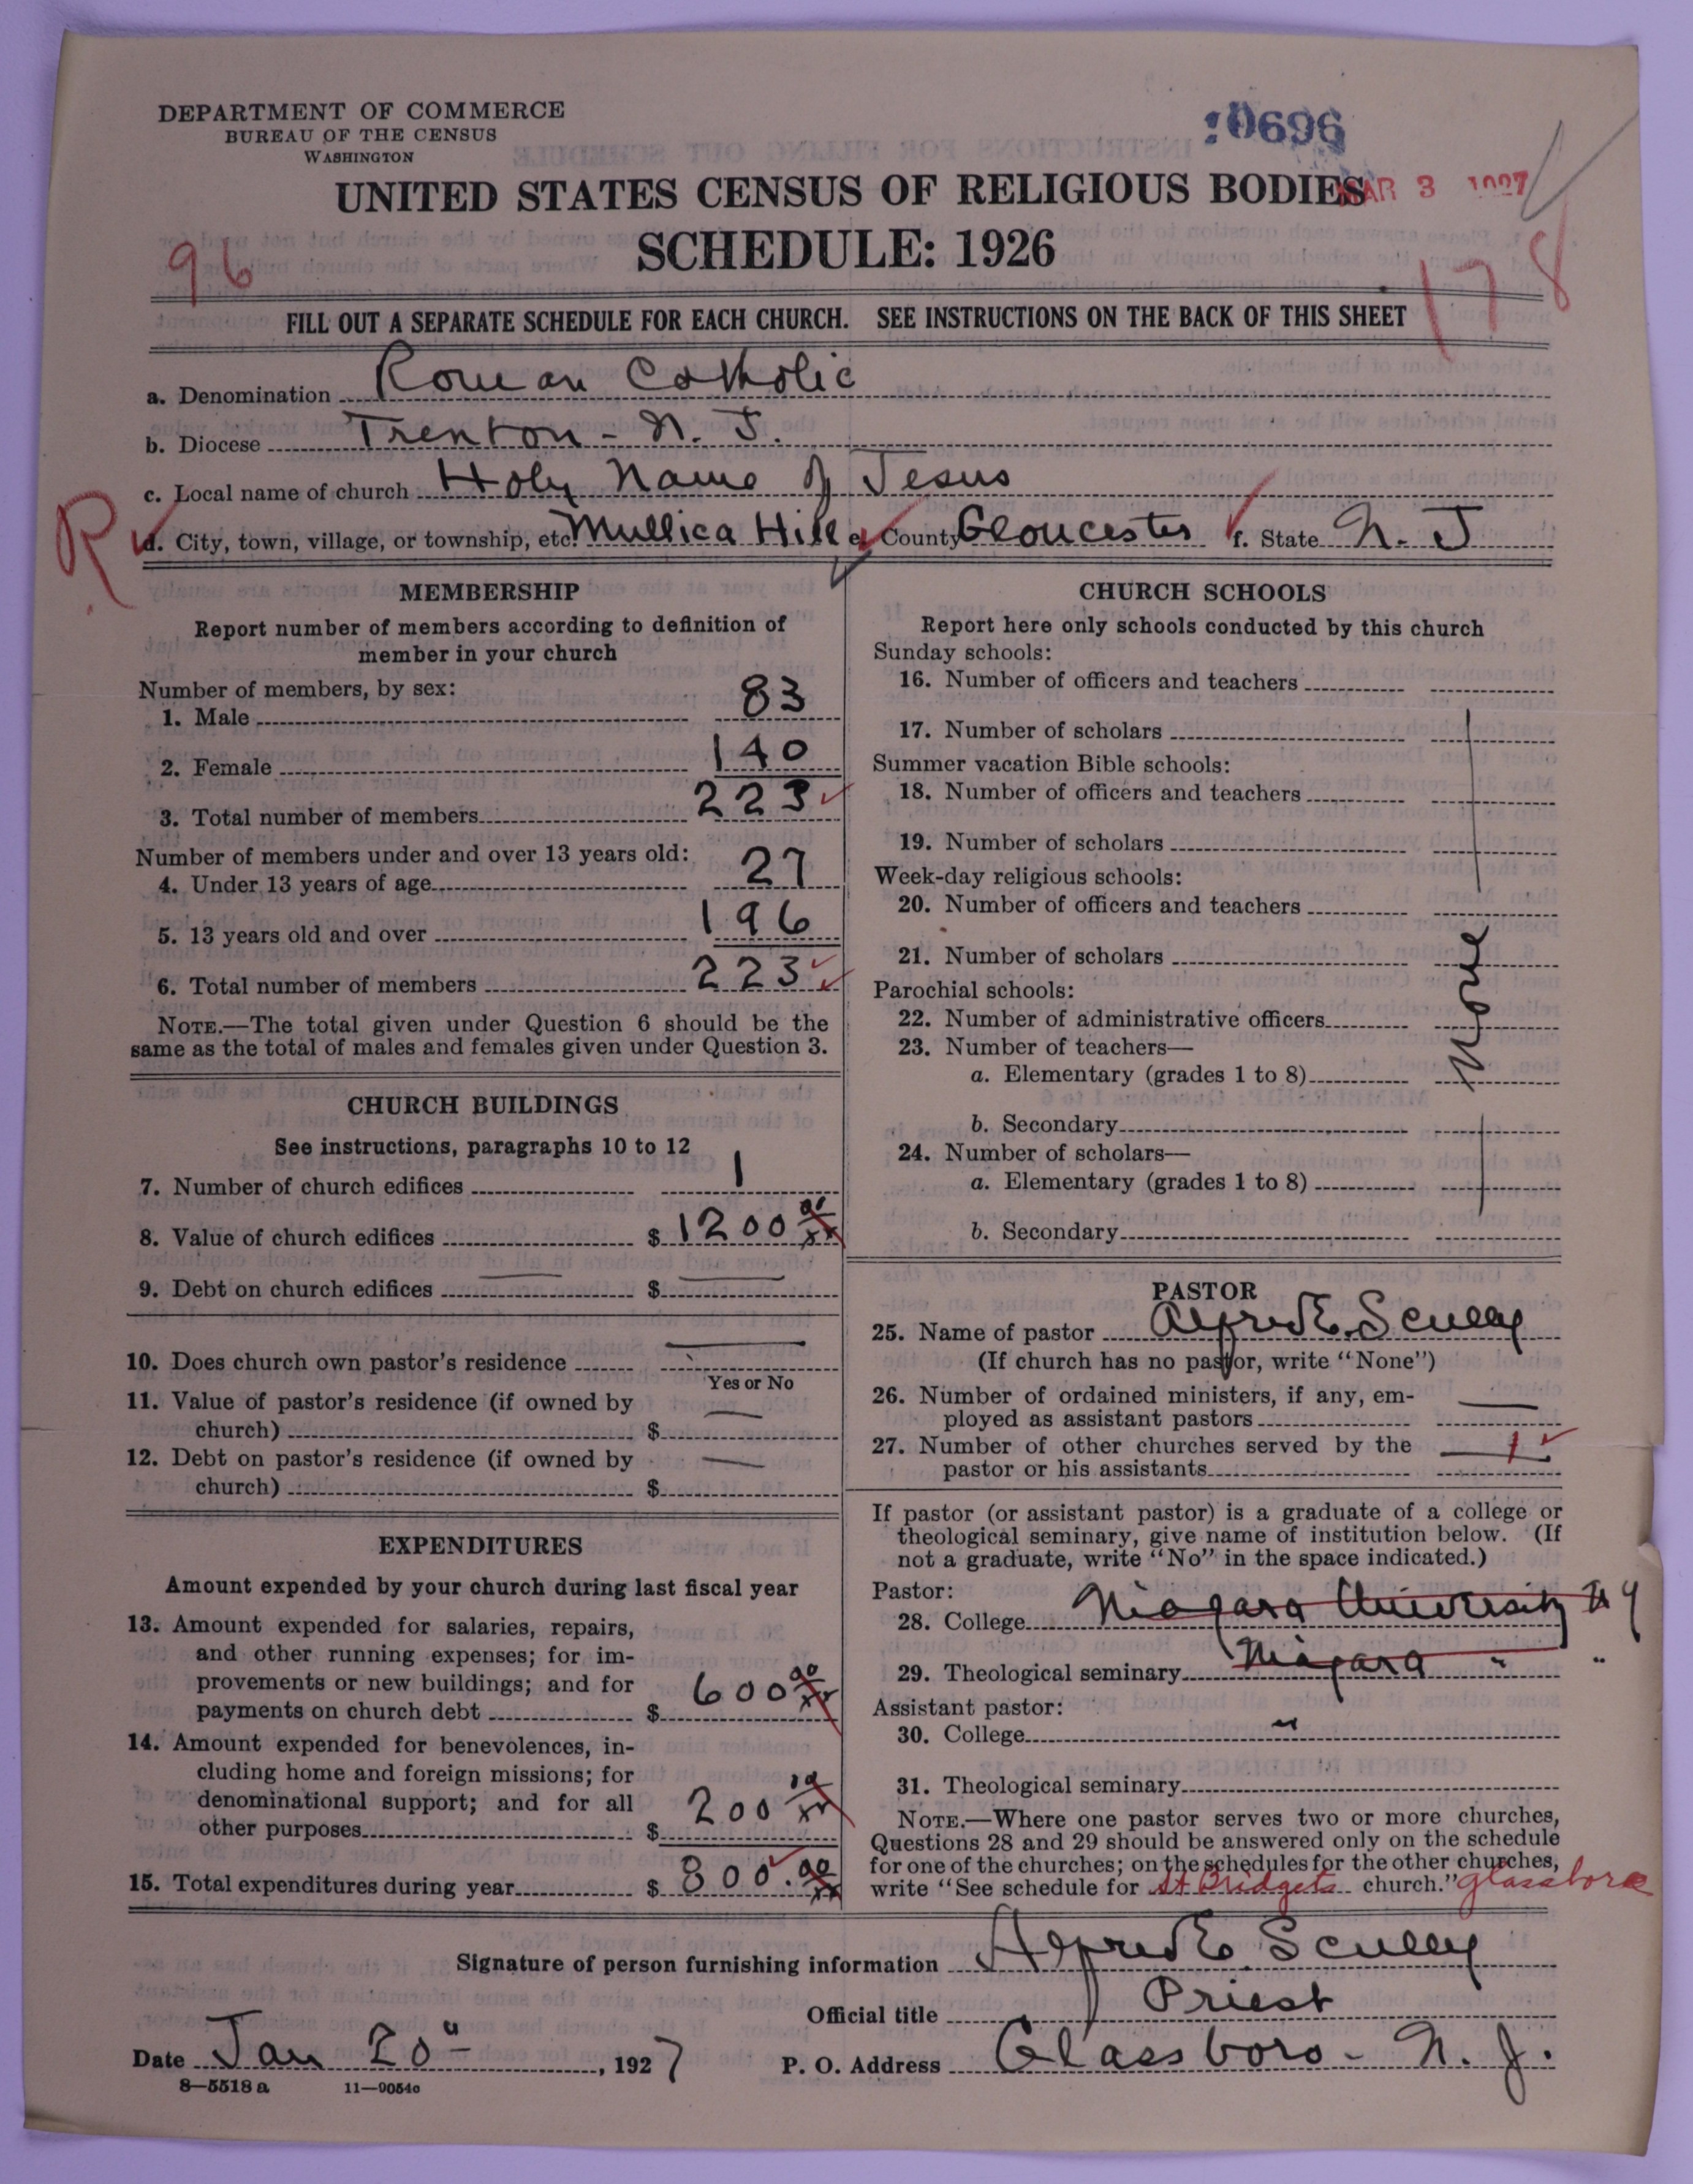 DEPARTMENT OF COMMERCE
BUREAU OF THE CENSUS
WASHINGTON
10696
UNITED STATES CENSUS OF RELIGIOUS BODIES
MAR 3 1927
SCHEDULE: 1926
96
178
FILL OUT A SEPARATE SCHEDULE FOR EACH CHURCH. SEE INSTRUCTIONS ON THE BACK OF THIS SHEET
a. Denomination Roman Catholic
b. Diocese Trenton - N. J.
c. Local name of church Holy Name of Jesus
R
d. City, town, village, or township, etc. Mullica Hill e. County Gloucester f. State N. J
MEMBERSHIP
Report number of members according to definition of
member in your church
Number of members, by sex:
1. Male 83
2. Female 140
3. Total number of members 223
Number of members under and over 13 years old:
4. Under 13 years of age 27
5. 13 years old and over 196
6. Total number of members 223
NOTE.—The total given under Question 6 should be the
same as the total of males and females given under Question 3.
CHURCH BUILDINGS
See instructions, paragraphs 10 to 12
7. Number of church edifices 1
8. Value of church edifices $ 1200 00/xx
9. Debt on church edifices $ —
10. Does church own pastor's residence —
Yes or No
11. Value of pastor's residence (if owned by
church) $ —
12. Debt on pastor's residence (if owned by
church) $ —
EXPENDITURES
Amount expended by your church during last fiscal year
13. Amount expended for salaries, repairs,
and other running expenses; for im-
provements or new buildings; and for
payments on church debt $ 600 00/xx
14. Amount expended for benevolences, in-
cluding home and foreign missions; for
denominational support; and for all
other purposes $ 200 00/xx
15. Total expenditures during year $ 800.00/xx
CHURCH SCHOOLS
Report here only schools conducted by this church
Sunday schools:
16. Number of officers and teachers
17. Number of scholars
Summer vacation Bible schools:
18. Number of officers and teachers
19. Number of scholars
Week-day religious schools:
20. Number of officers and teachers
21. Number of scholars
None
Parochial schools:
22. Number of administrative officers
23. Number of teachers—
a. Elementary (grades 1 to 8)
b. Secondary
24. Number of scholars—
a. Elementary (grades 1 to 8)
b. Secondary
PASTOR
25. Name of pastor Alfred E. Scully
(If church has no pastor, write "None")
26. Number of ordained ministers, if any, em-
ployed as assistant pastors —
27. Number of other churches served by the — 1
pastor or his assistants
If pastor (or assistant pastor) is a graduate of a college or
theological seminary, give name of institution below. (If
not a graduate, write "No" in the space indicated.)
Pastor:
28. College Niagara University N Y
29. Theological seminary Niagara " "
Assistant pastor:
30. College
31. Theological seminary
NOTE.—Where one pastor serves two or more churches,
Questions 28 and 29 should be answered only on the schedule
for one of the churches; on the schedules for the other churches,
write "See schedule for St Bridgets church." Glassboro
Signature of person furnishing information Alfred E. Scully
Official title Priest
Date Jan 20", 1927 P. O. Address Glassboro - N. J.
8—5518 a 11—9054c